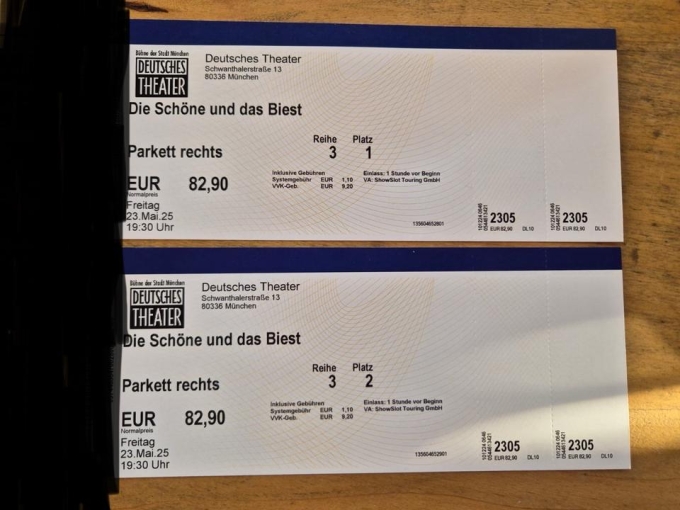 Bühne der Stadt München
DEUTSCHES
THEATER
Deutsches Theater
Schwanthalerstraße 13
80336 München
Die Schöne und das Biest
Reihe Platz
Parkett rechts 3 1
EUR 82,90
Normalpreis
Inklusive Gebühren
Systemgebühr EUR 1,10
VVK-Geb. EUR 9,20
Einlass: 1 Stunde vor Beginn
VA: ShowSlot Touring GmbH
Freitag
23.Mai.25
19:30 Uhr
135604652801
2305
EUR 82,90 DL10
2305
EUR 82,90 DL10
Bühne der Stadt München
DEUTSCHES
THEATER
Deutsches Theater
Schwanthalerstraße 13
80336 München
Die Schöne und das Biest
Reihe Platz
Parkett rechts 3 2
EUR 82,90
Normalpreis
Inklusive Gebühren
Systemgebühr EUR 1,10
VVK-Geb. EUR 9,20
Einlass: 1 Stunde vor Beginn
VA: ShowSlot Touring GmbH
Freitag
23.Mai.25
19:30 Uhr
2305
EUR 82,90 DL10
2305
EUR 82,90 DL10